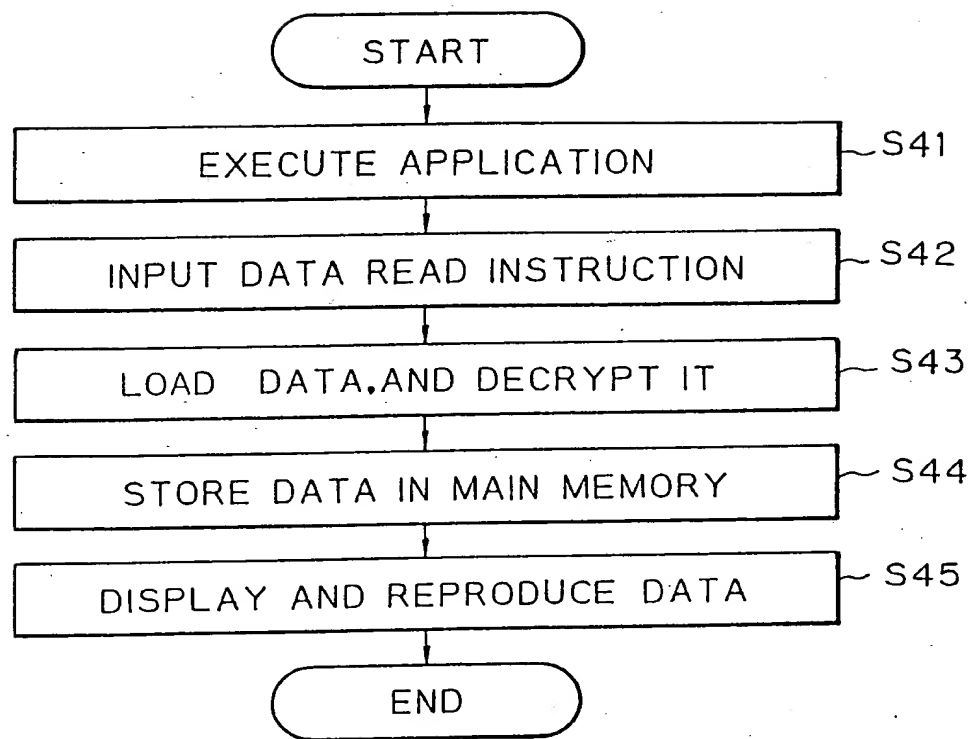 START
EXECUTE APPLICATION
S41
INPUT DATA READ INSTRUCTION
S42
LOAD DATA.AND DECRYPT IT
S43
STORE DATA IN MAIN MEMORY
S44
DISPLAY AND REPRODUCE DATA
S45
END